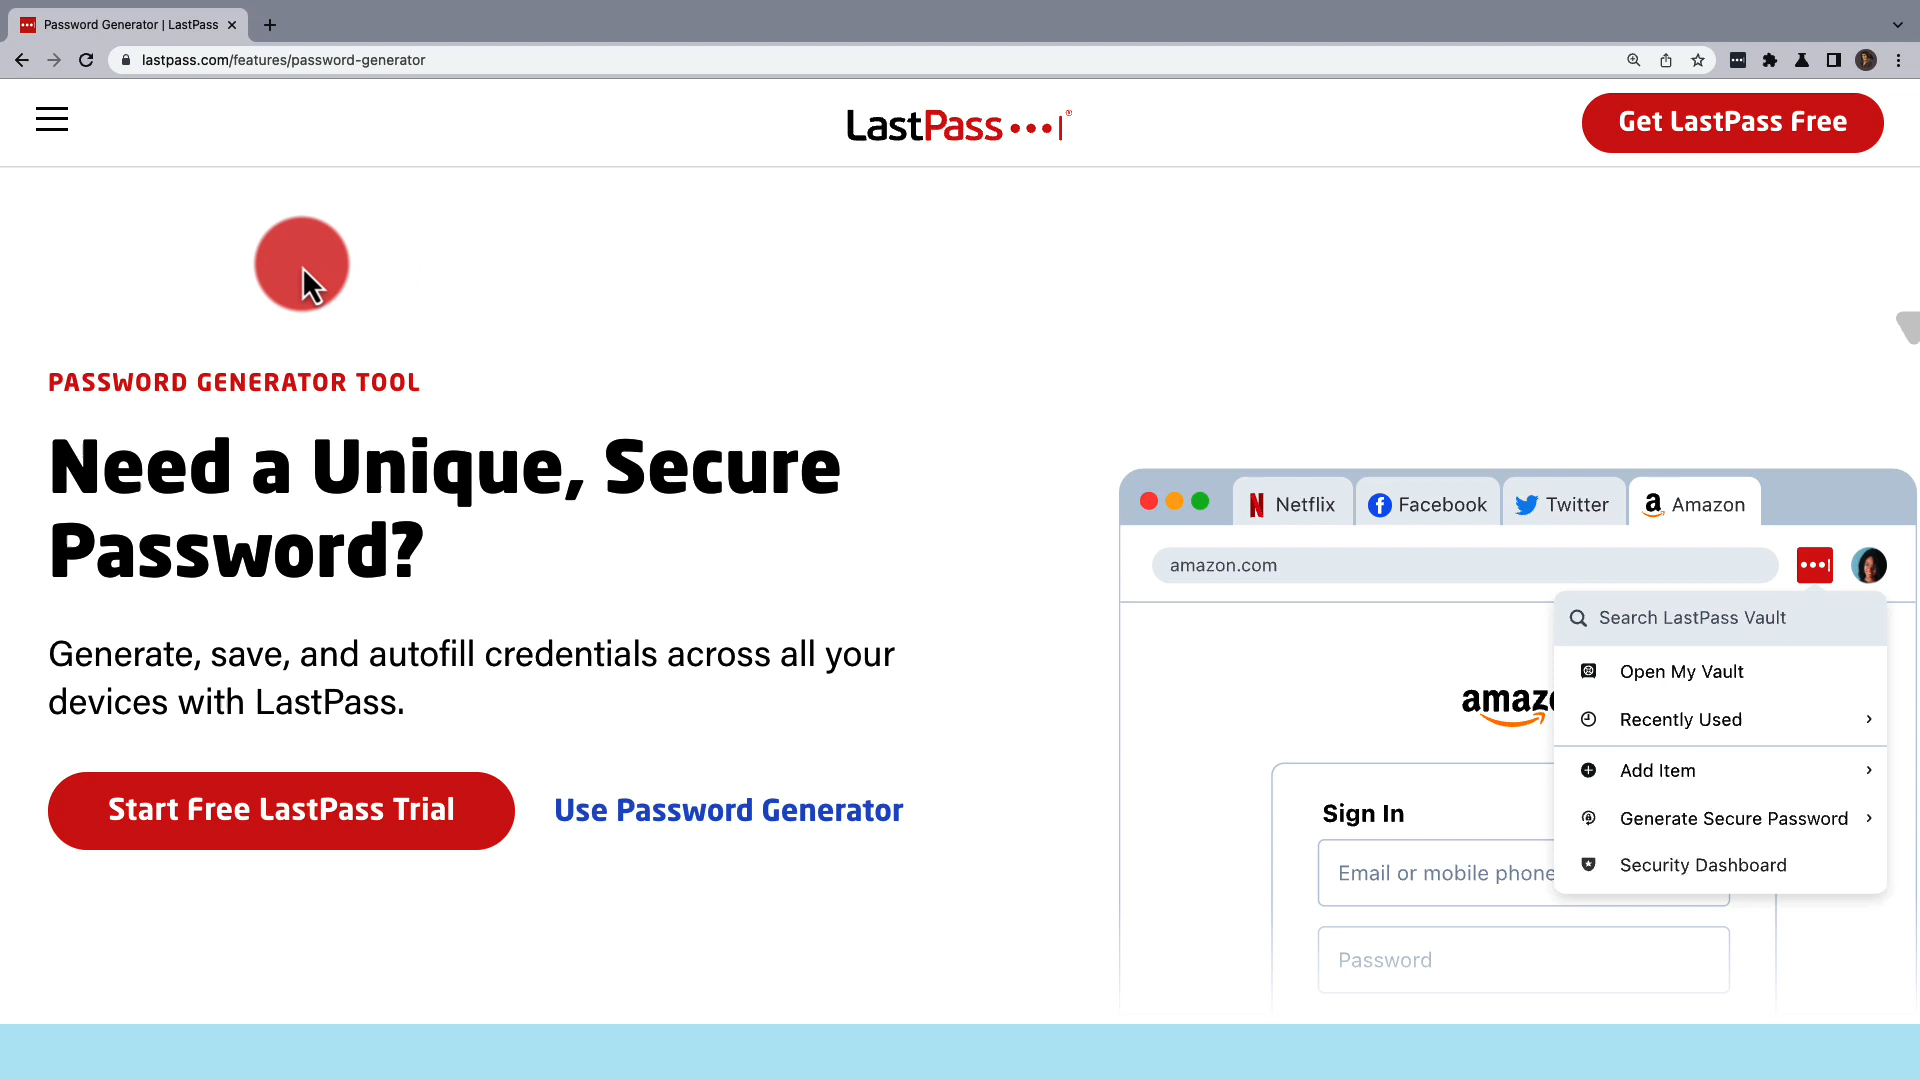 Password Generator | LastPass
lastpass.com/features/password-generator
LastPass
Get LastPass Free
PASSWORD GENERATOR TOOL
Need a Unique, Secure
Password?
Generate, save, and autofill credentials across all your
devices with LastPass.
Start Free LastPass Trial
Use Password Generator
Netflix
Facebook
Twitter
Amazon
amazon.com
Search LastPass Vault
Open My Vault
Recently Used
Add Item
Generate Secure Password
Security Dashboard
Sign In
Email or mobile phone
Password